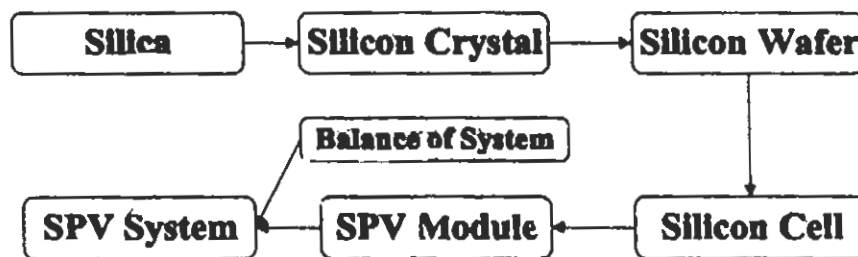 Silica
Silicon Crystal
Silicon Wafer
Balance of System
SPV System
SPV Module
Silicon Cell